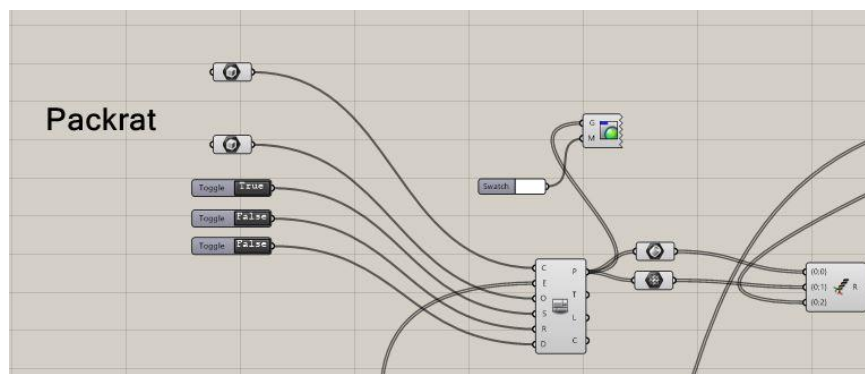 Packrat
Toggle True
Toggle False
Toggle False
Swatch
G
M
C P
E
O T
S
R L
D C
{0;0}
{0;1} R
{0;2}